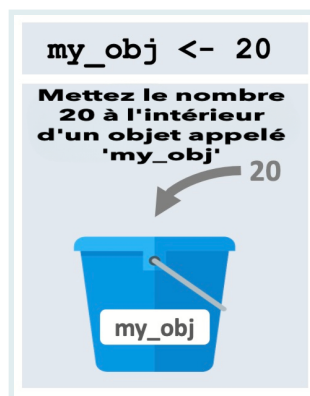 my_obj <- 20
Mettez le nombre
20 à l'intérieur
d'un objet appelé
'my_obj'
20
my_obj